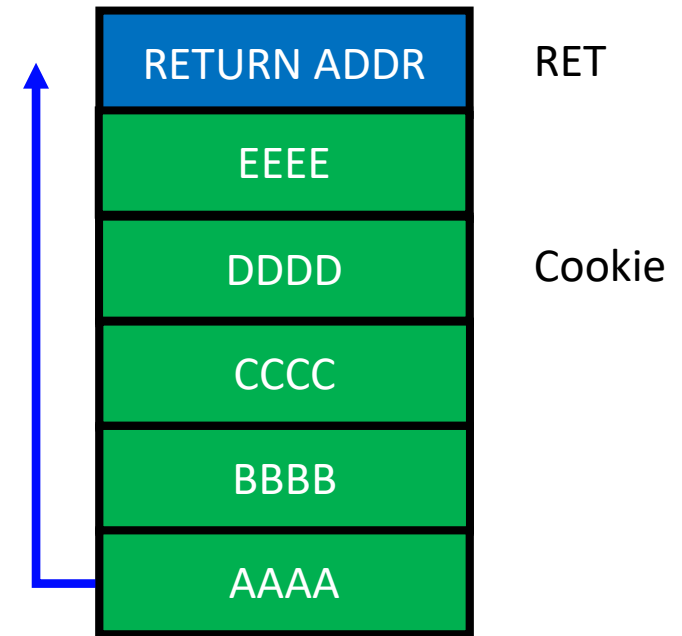 RETURN ADDR RET
EEEE
DDDD Cookie
CCCC
BBBB
AAAA